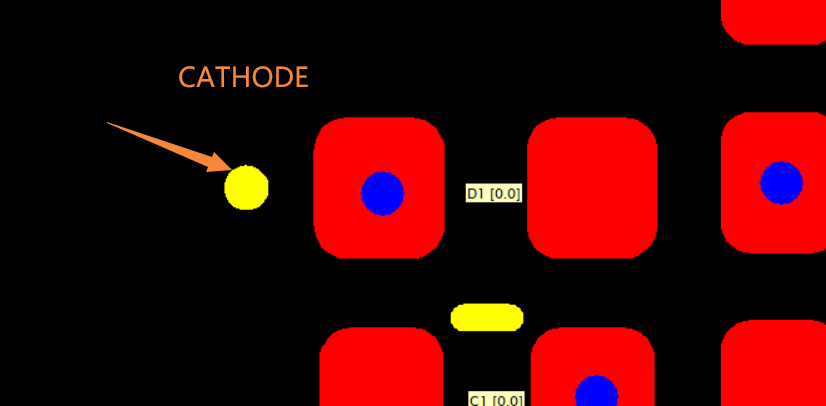 CATHODE
D1 [0.0]
C1 [0.0]